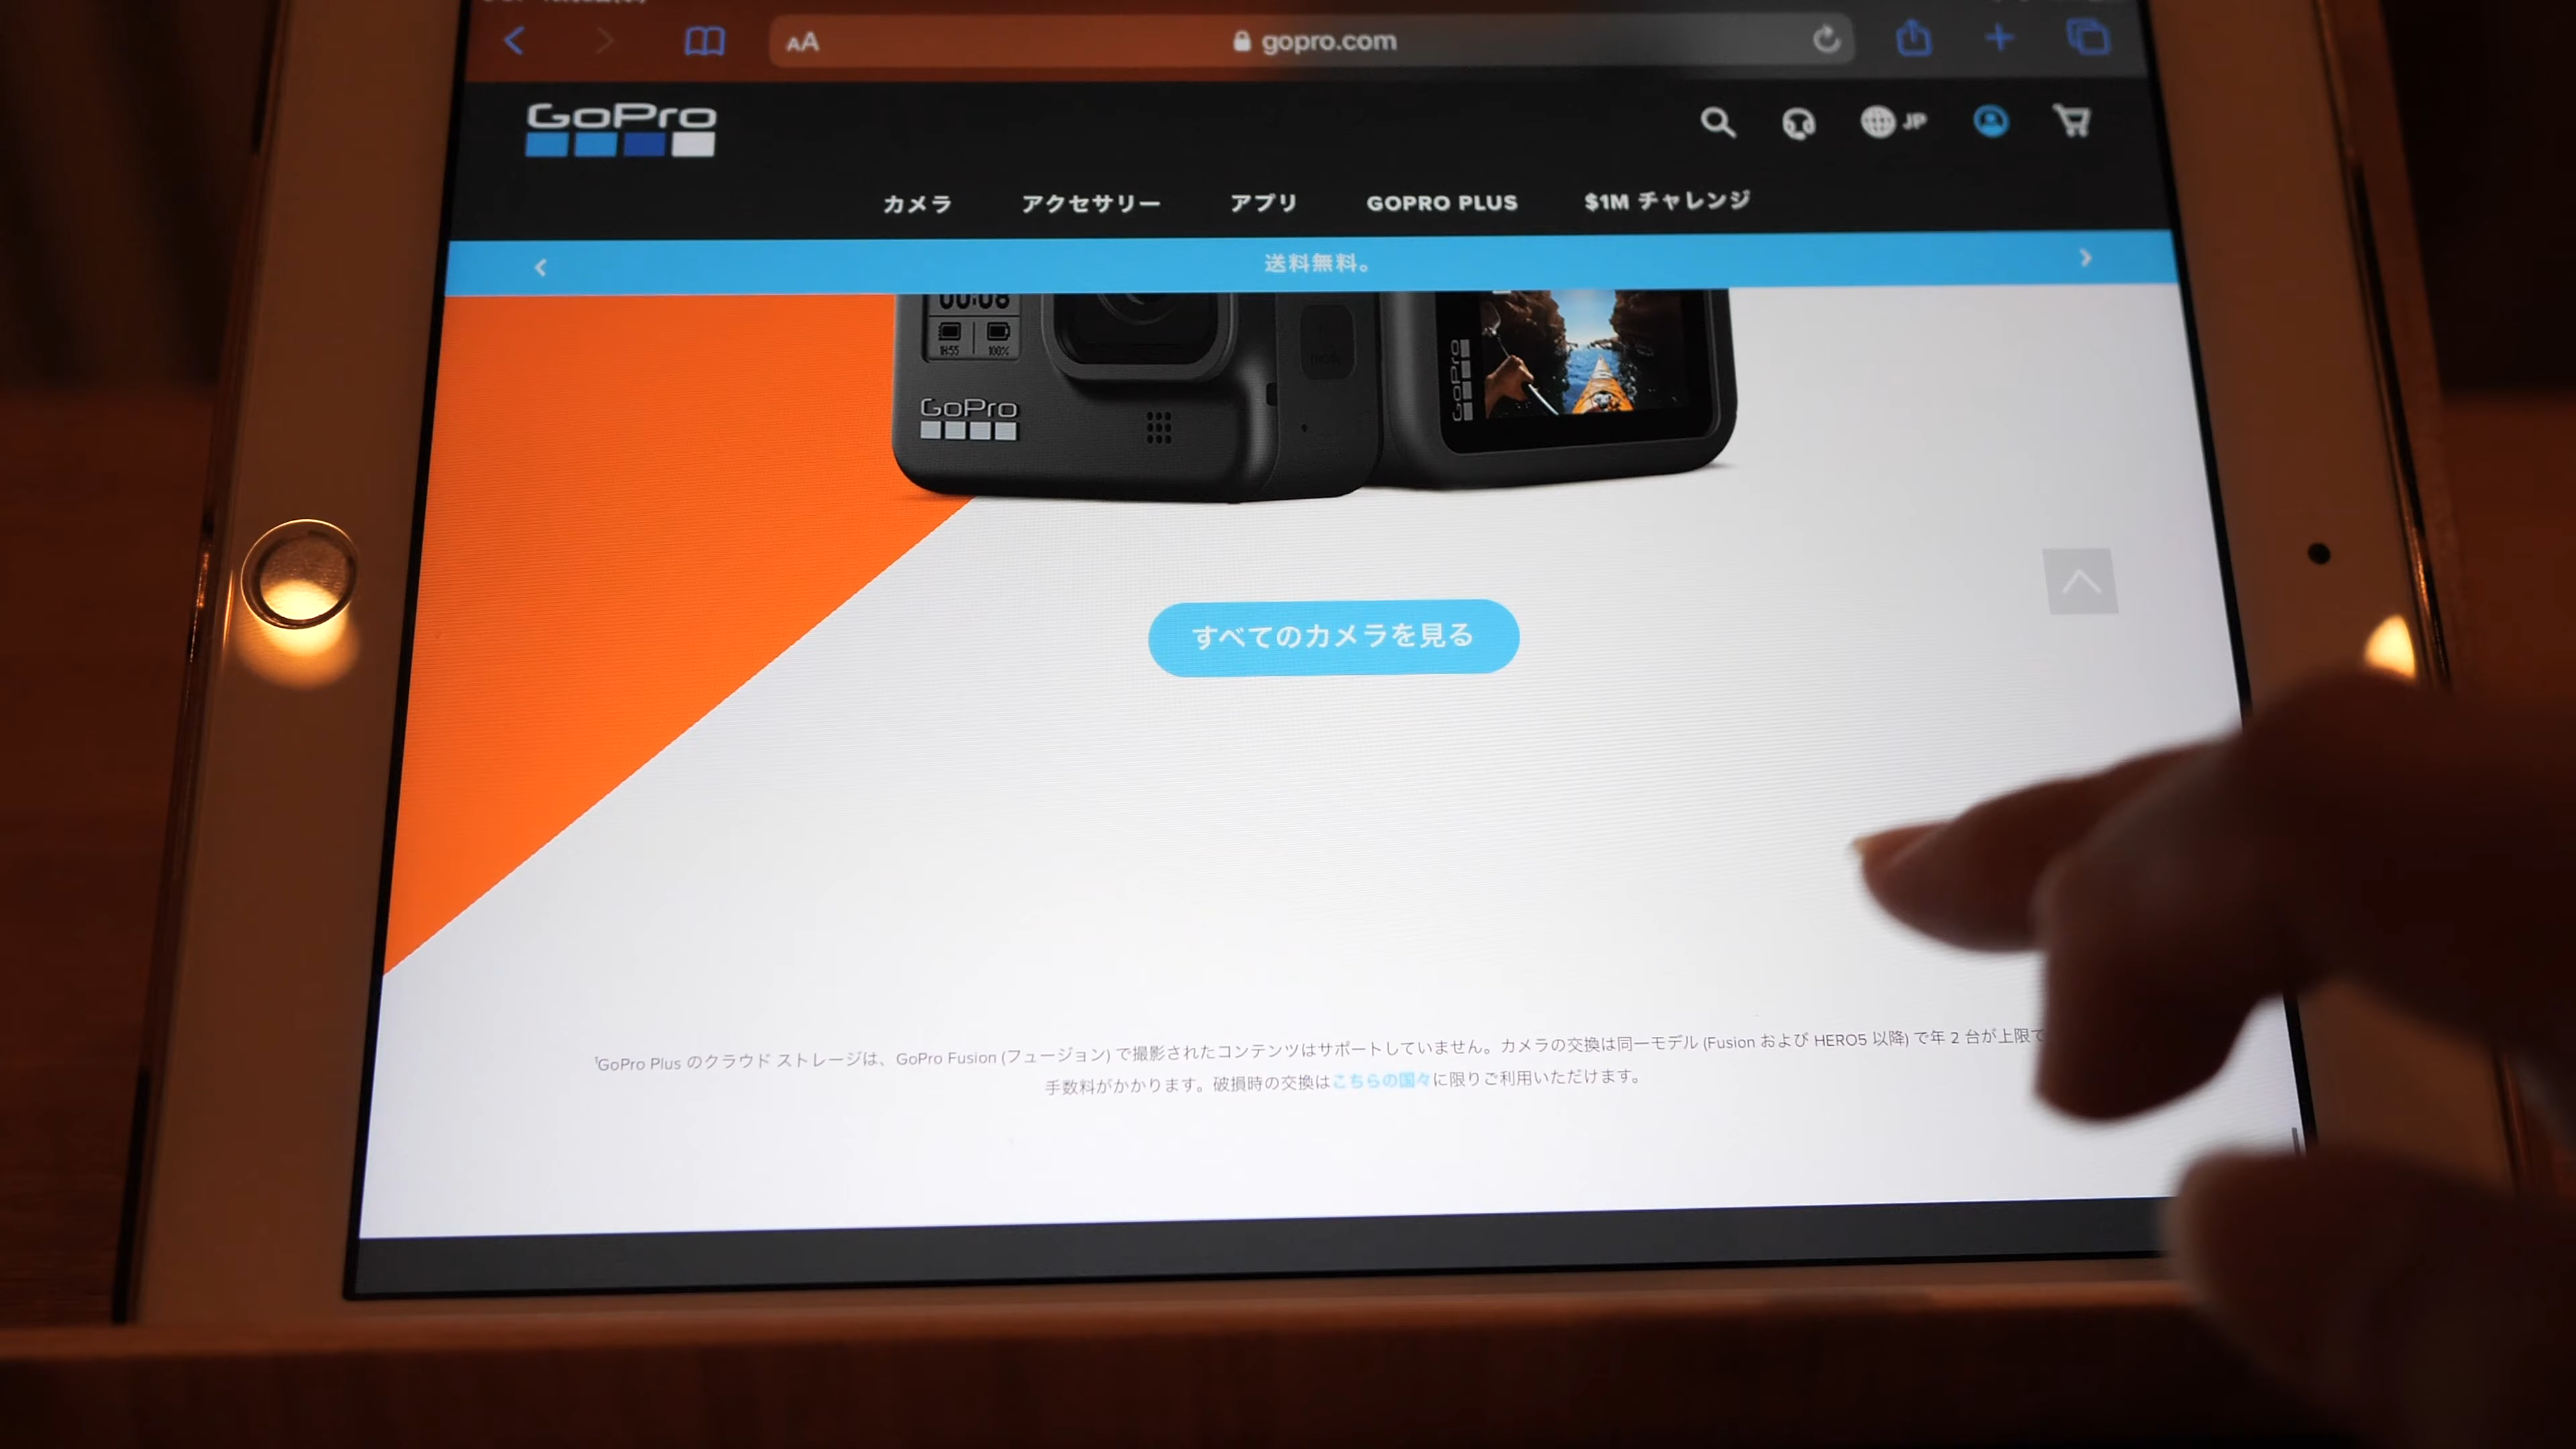 AA
gopro.com
GoPro
JP
カメラ アクセサリー アプリ GOPRO PLUS $1M チャレンジ
送料無料。
00:08
100%
GoPro
GoPro
すべてのカメラを見る
†GoPro Plus のクラウド ストレージは、GoPro Fusion (フュージョン) で撮影されたコンテンツはサポートしていません。カメラの交換は同一モデル (Fusion および HERO5 以降) で年 2 台が上限で
手数料がかかります。破損時の交換はこちらの国々に限りご利用いただけます。